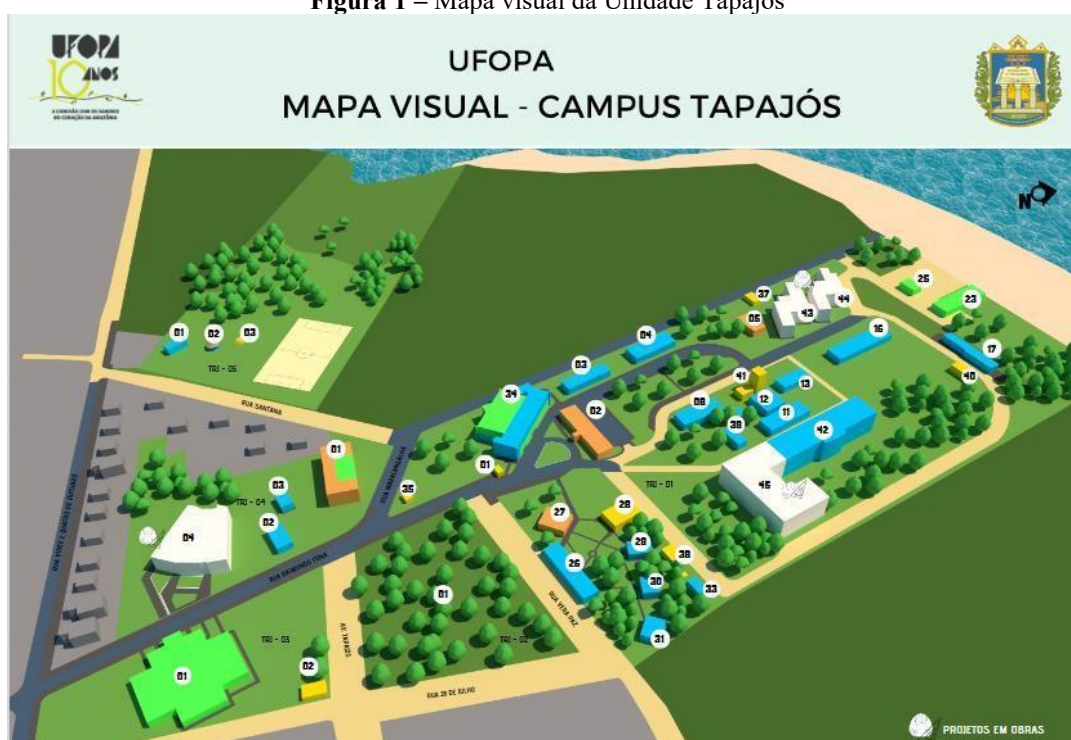 Figura 1 – Mapa visual da Unidade Tapajós
UFOPA
10
ANOS
UFOPA
MAPA VISUAL - CAMPUS TAPAJÓS
N
25
23
37
44
43
05
04
16
17
01
02
03
03
40
41
13
TRI - 05
34
02
08
12
11
39
42
RUA SANTANA
01
01
35
TRI - 01
45
03
TRI - 04
02
04
27
28
29
38
26
30
33
31
RUA VERA PAZ
RUA RAIMUNDO FONA
01
TRI - 02
TRI - 03
AV. TAPAJÓS
02
01
RUA 25 DE JULHO
PROJETOS EM OBRAS